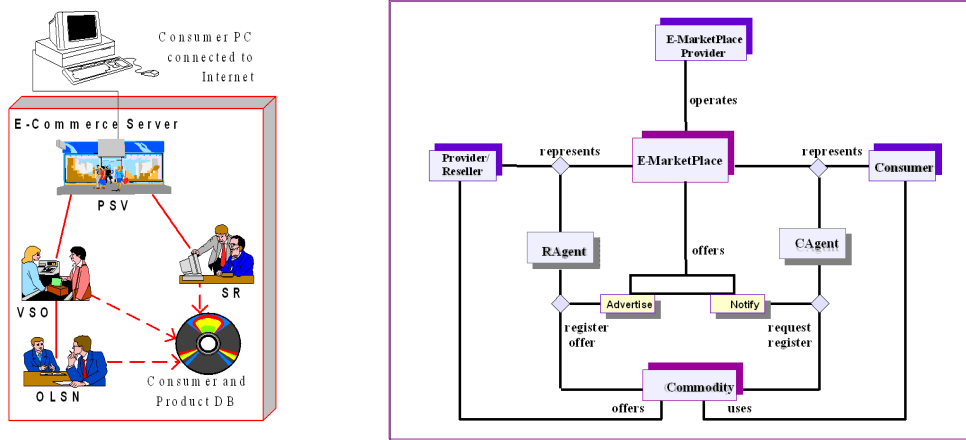 Consumer PC
connected to
Internet
E-Commerce Server
PSV
VSO
SR
OLSN
Consumer and
Product DB
E-MarketPlace
Provider
operates
Provider/
Reseller
represents
E-MarketPlace
represents
Consumer
RAgent
offers
CAgent
Advertise
Notify
register
offer
request
register
Commodity
offers
uses